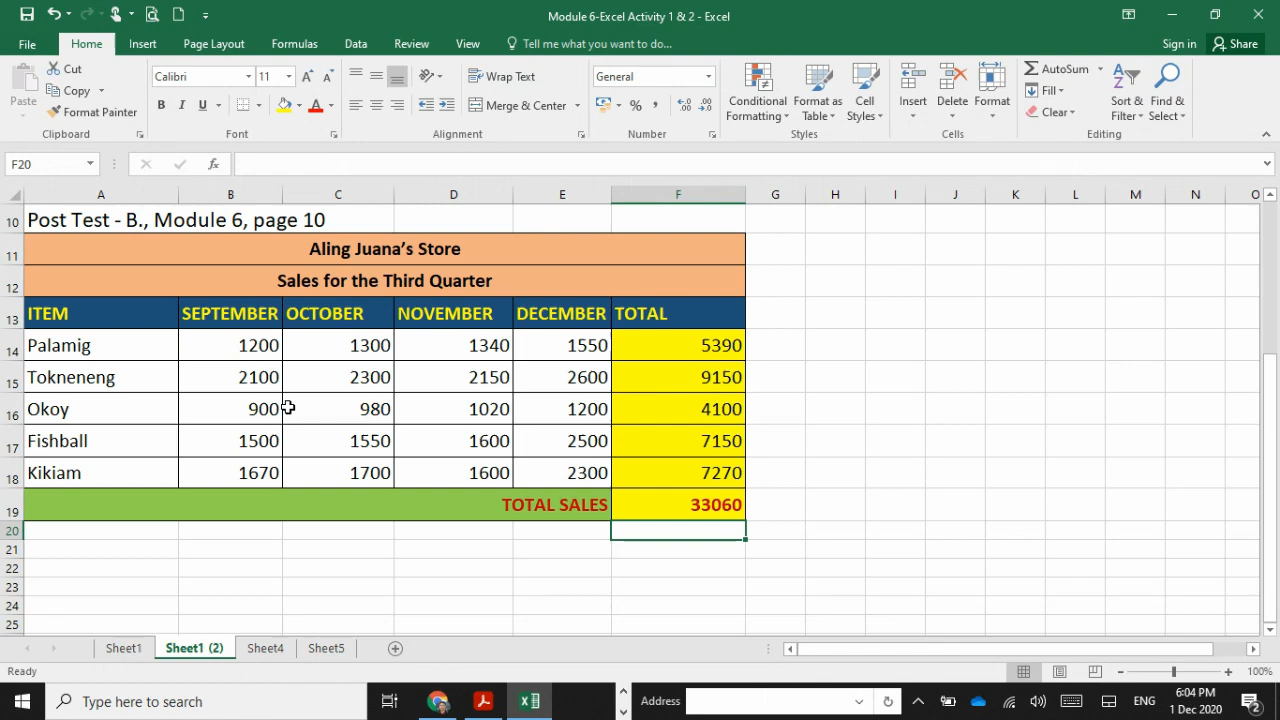 Module 6-Excel Activity 1 & 2 - Excel
File Home Insert Page Layout Formulas Data Review View Tell me what you want to do... Sign in Share
Paste
Cut
Copy
Format Painter
Clipboard
Calibri 11
B I U
Font
Wrap Text
Merge & Center
Alignment
General
Number
Conditional Formatting
Format as Table
Cell Styles
Styles
Insert Delete Format
Cells
AutoSum
Fill
Clear
Sort & Filter
Find & Select
Editing
F20 fx
A B C D E F G H I J K L M N O
10 Post Test - B., Module 6, page 10
11 Aling Juana’s Store
12 Sales for the Third Quarter
13 ITEM SEPTEMBER OCTOBER NOVEMBER DECEMBER TOTAL
14 Palamig 1200 1300 1340 1550 5390
15 Tokneneng 2100 2300 2150 2600 9150
16 Okoy 900 980 1020 1200 4100
17 Fishball 1500 1550 1600 2500 7150
18 Kikiam 1670 1700 1600 2300 7270
19 TOTAL SALES 33060
20
21
22
23
24
25
Sheet1 Sheet1 (2) Sheet4 Sheet5
Ready 100%
Type here to search Address ENG 6:04 PM
1 Dec 2020 2